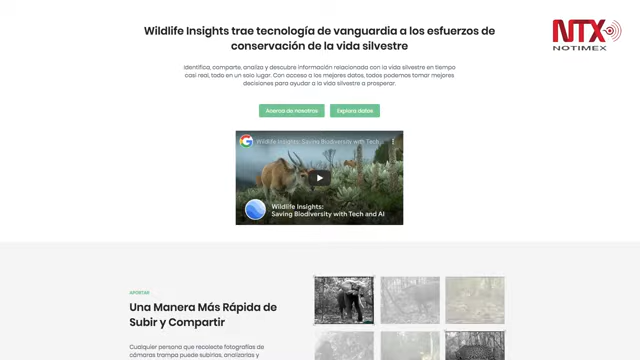 Wildlife Insights trae tecnología de vanguardia a los esfuerzos de
conservación de la vida silvestre
NTX
NOTIMEX
Identifica, comparte, analiza y descubre información relacionada con la vida silvestre en tiempo
casi real, todo en un solo lugar. Con acceso a los mejores datos, todos podemos tomar mejores
decisiones para ayudar a la vida silvestre a prosperar.
Acerca de nosotros
Explora datos
Wildlife Insights: Saving Biodiversity with Tech...
Wildlife Insights:
Saving Biodiversity with Tech and AI
APORTAR
Una Manera Más Rápida de
Subir y Compartir
Cualquier persona que recolecte fotografías de
cámaras trampa puede subirlas, analizarlas y